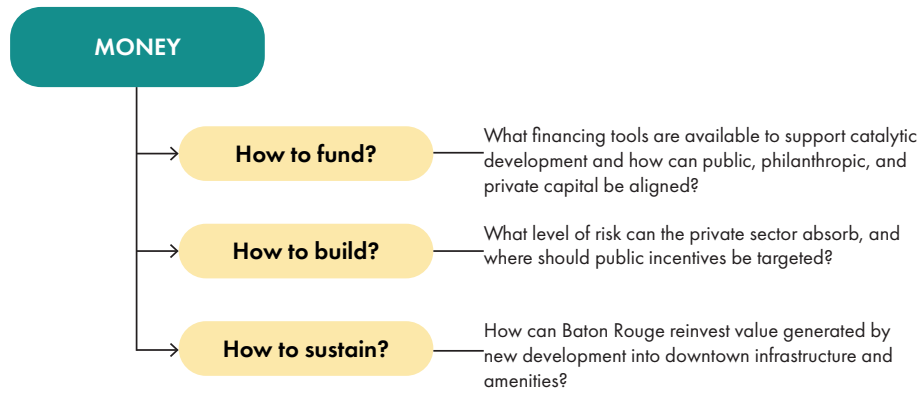 MONEY
How to fund?
What financing tools are available to support catalytic
development and how can public, philanthropic, and
private capital be aligned?
How to build?
What level of risk can the private sector absorb, and
where should public incentives be targeted?
How to sustain?
How can Baton Rouge reinvest value generated by
new development into downtown infrastructure and
amenities?